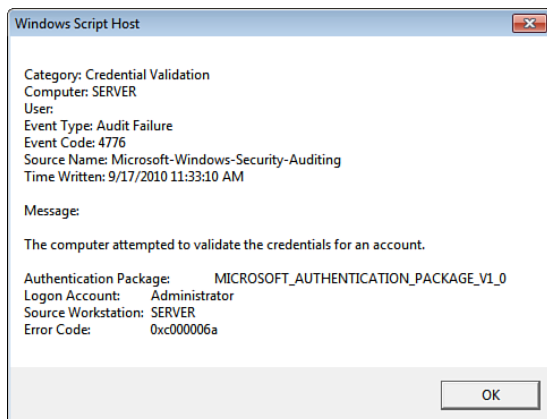 Windows Script Host
Category: Credential Validation
Computer: SERVER
User:
Event Type: Audit Failure
Event Code: 4776
Source Name: Microsoft-Windows-Security-Auditing
Time Written: 9/17/2010 11:33:10 AM
Message:
The computer attempted to validate the credentials for an account.
Authentication Package: MICROSOFT_AUTHENTICATION_PACKAGE_V1_0
Logon Account: Administrator
Source Workstation: SERVER
Error Code: 0xc000006a
OK